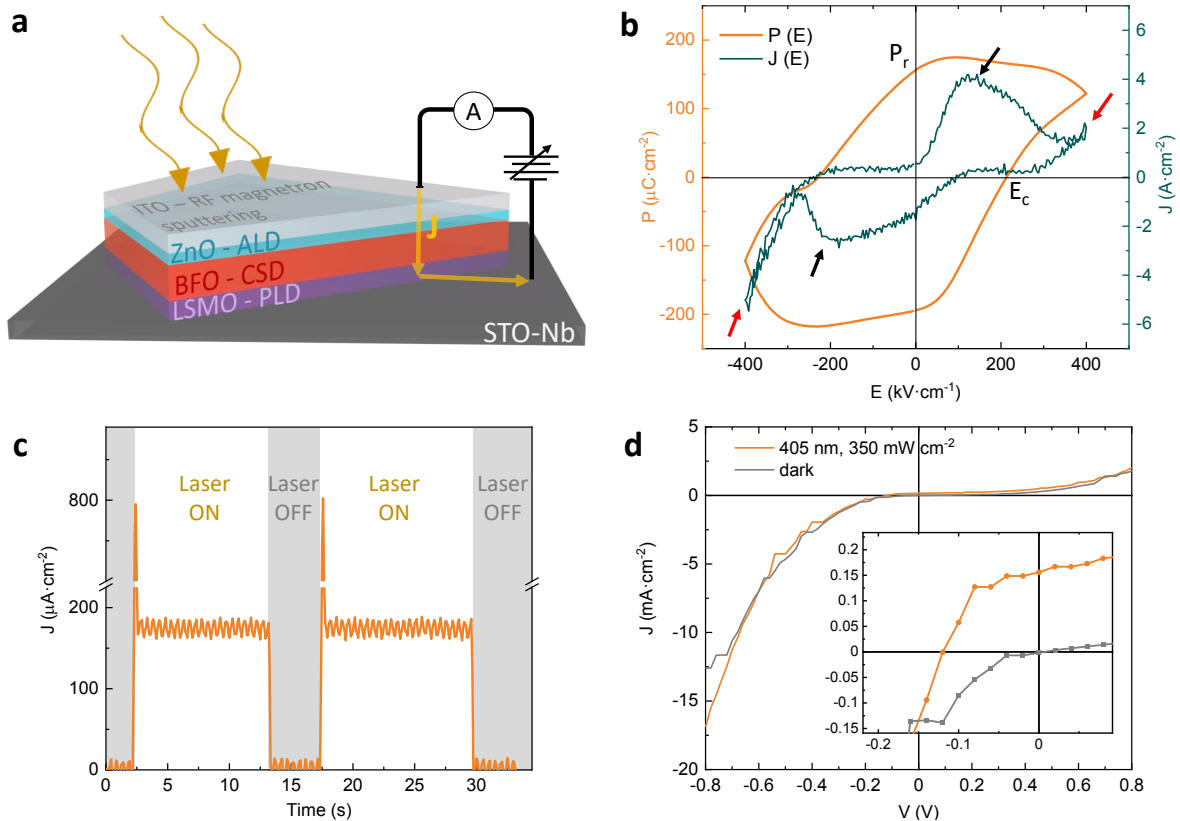 a
ITO – RF magnetron
sputtering
ZnO - ALD
BFO - CSD
LSMO - PLD
STO-Nb
J
A
b
P (E)
J (E)
P_r
E_c
200
100
0
-100
-200
P (µC·cm⁻²)
-400
-200
0
200
400
E (kV·cm⁻¹)
6
4
2
0
-2
-4
-6
J (A·cm⁻²)
c
Laser
ON
Laser
OFF
Laser
ON
Laser
OFF
800
200
100
0
J (µA·cm⁻²)
0
5
10
15
20
25
30
Time (s)
d
405 nm, 350 mW cm⁻²
dark
5
0
-5
-10
-15
-20
J (mA·cm⁻²)
-0.8
-0.6
-0.4
-0.2
0
0.2
0.4
0.6
0.8
V (V)
0.2
0.15
0.1
0.05
0
-0.05
-0.1
-0.15
-0.2
-0.1
0